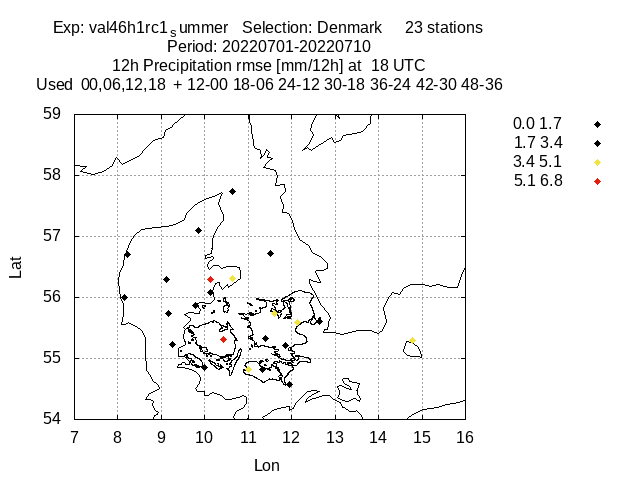 Exp: val46h1rc1summer Selection: Denmark 23 stations
Period: 20220701-20220710
12h Precipitation rmse [mm/12h] at 18 UTC
Used 00,06,12,18 + 12-00 18-06 24-12 30-18 36-24 42-30 48-36
59
58
57
56
55
54
Lat
7 8 9 10 11 12 13 14 15 16
Lon
0.0 1.7
1.7 3.4
3.4 5.1
5.1 6.8